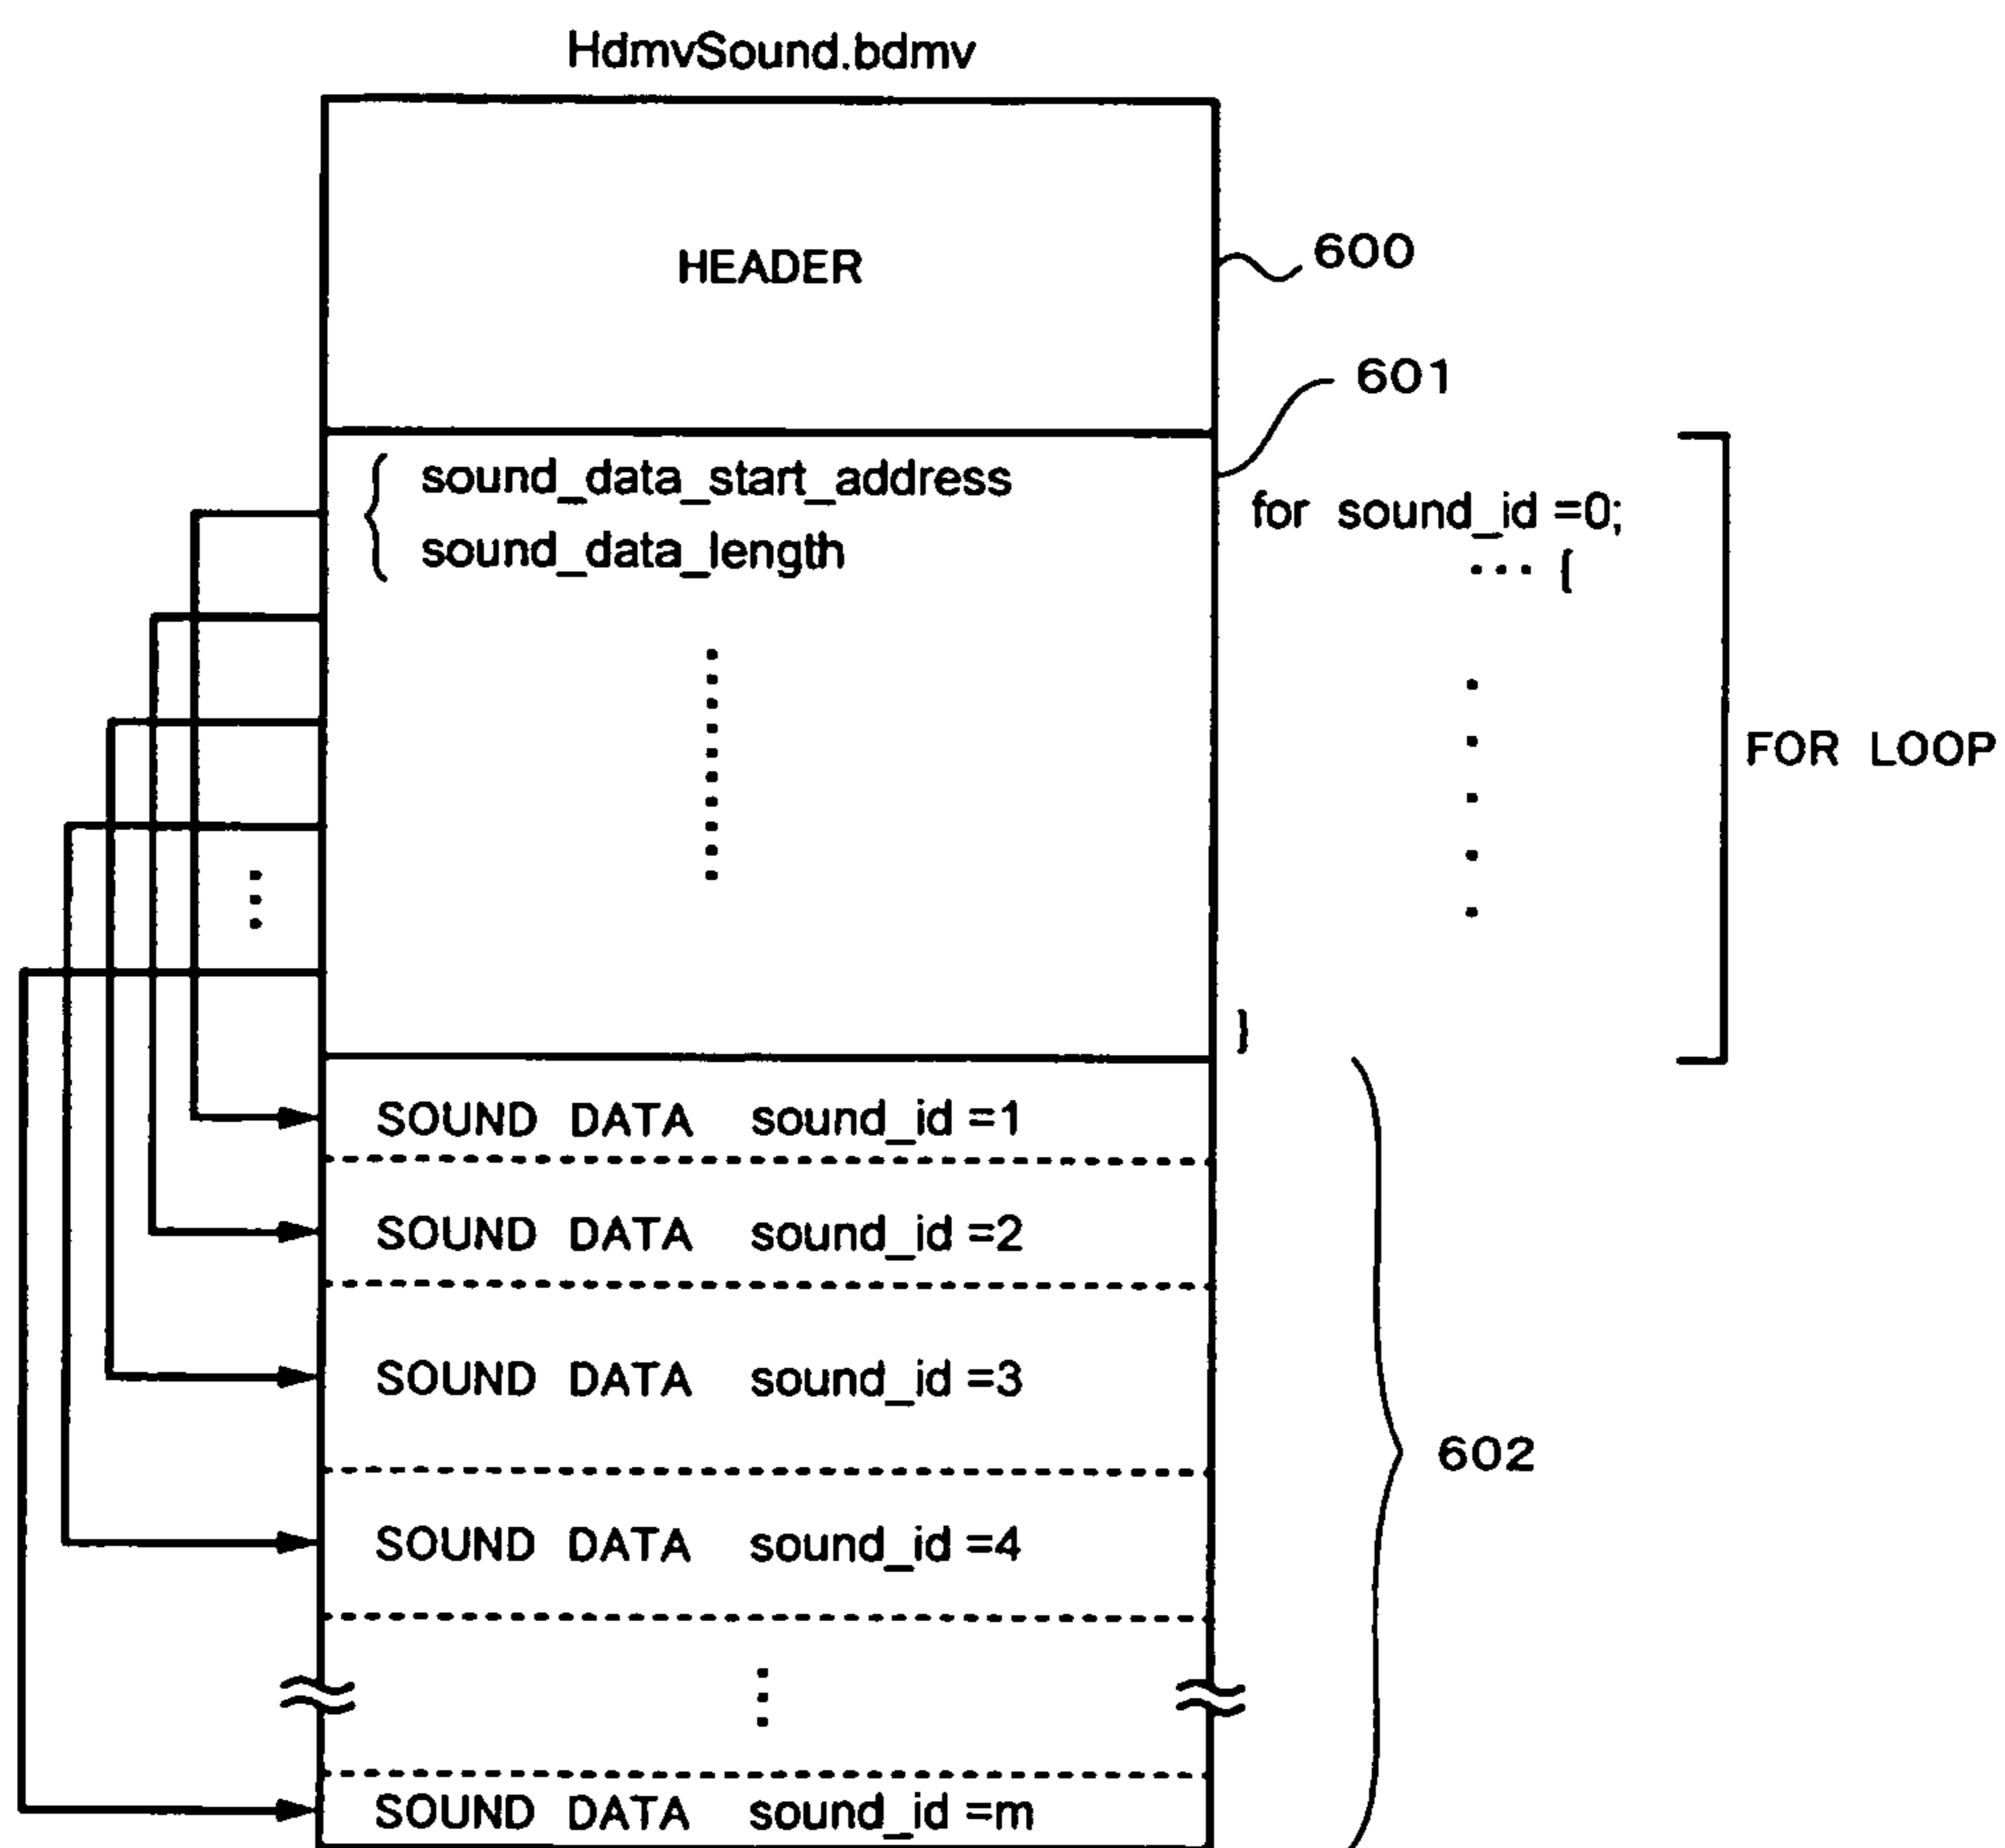 HdmvSound.bdmv
HEADER
600
601
{ sound_data_start_address
sound_data_length
for sound_id =0;
··· {
FOR LOOP
}
SOUND DATA sound_id =1
SOUND DATA sound_id =2
SOUND DATA sound_id =3
602
SOUND DATA sound_id =4
SOUND DATA sound_id =m